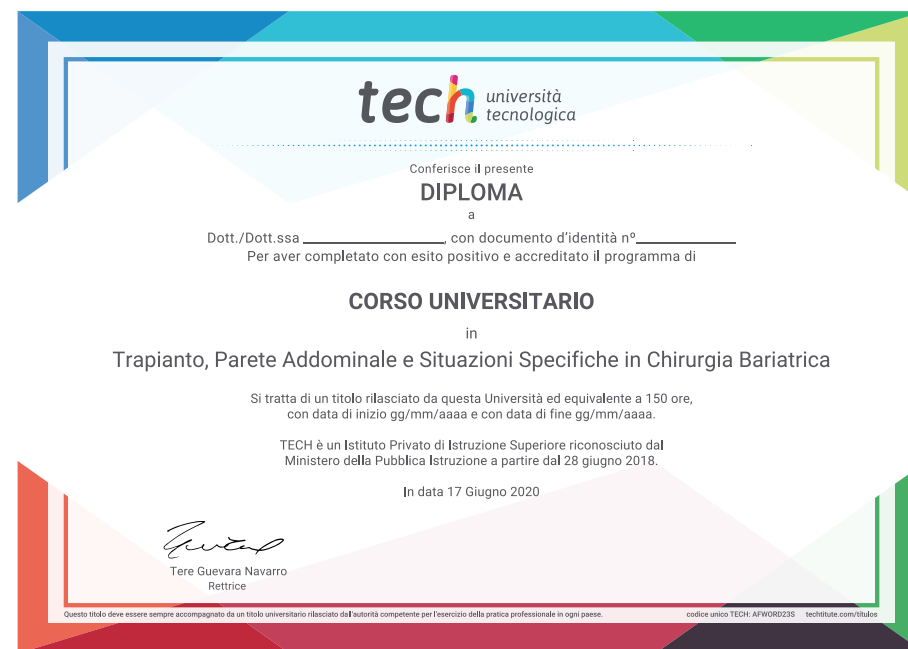 tech università
tecnologica
Conferisce il presente
DIPLOMA
a
Dott./Dott.ssa ____________________, con documento d'identità nº______________
Per aver completato con esito positivo e accreditato il programma di
CORSO UNIVERSITARIO
in
Trapianto, Parete Addominale e Situazioni Specifiche in Chirurgia Bariatrica
Si tratta di un titolo rilasciato da questa Università ed equivalente a 150 ore,
con data di inizio gg/mm/aaaa e con data di fine gg/mm/aaaa.
TECH è un Istituto Privato di Istruzione Superiore riconosciuto dal
Ministero della Pubblica Istruzione a partire dal 28 giugno 2018.
In data 17 Giugno 2020
Tere Guevara Navarro
Rettrice
Questo titolo deve essere sempre accompagnato da un titolo universitario rilasciato dall'autorità competente per l'esercizio della pratica professionale in ogni paese. codice unico TECH: AFWORD23S techtitute.com/titulos